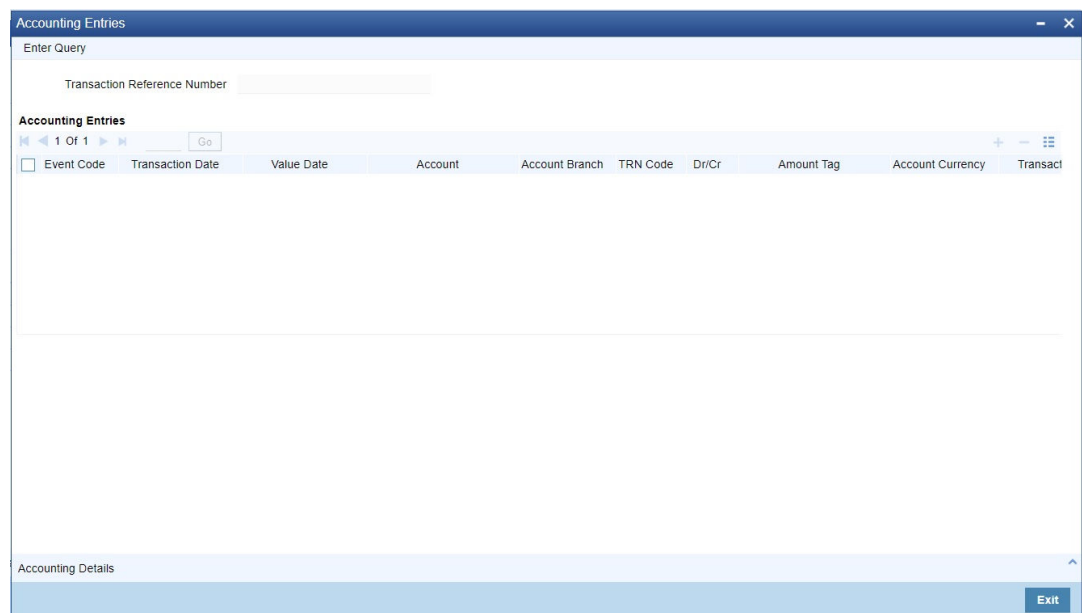 Accounting Entries
Enter Query
Transaction Reference Number
Accounting Entries
1 Of 1 Go
Event Code Transaction Date Value Date Account Account Branch TRN Code Dr/Cr Amount Tag Account Currency Transact
Accounting Details
Exit